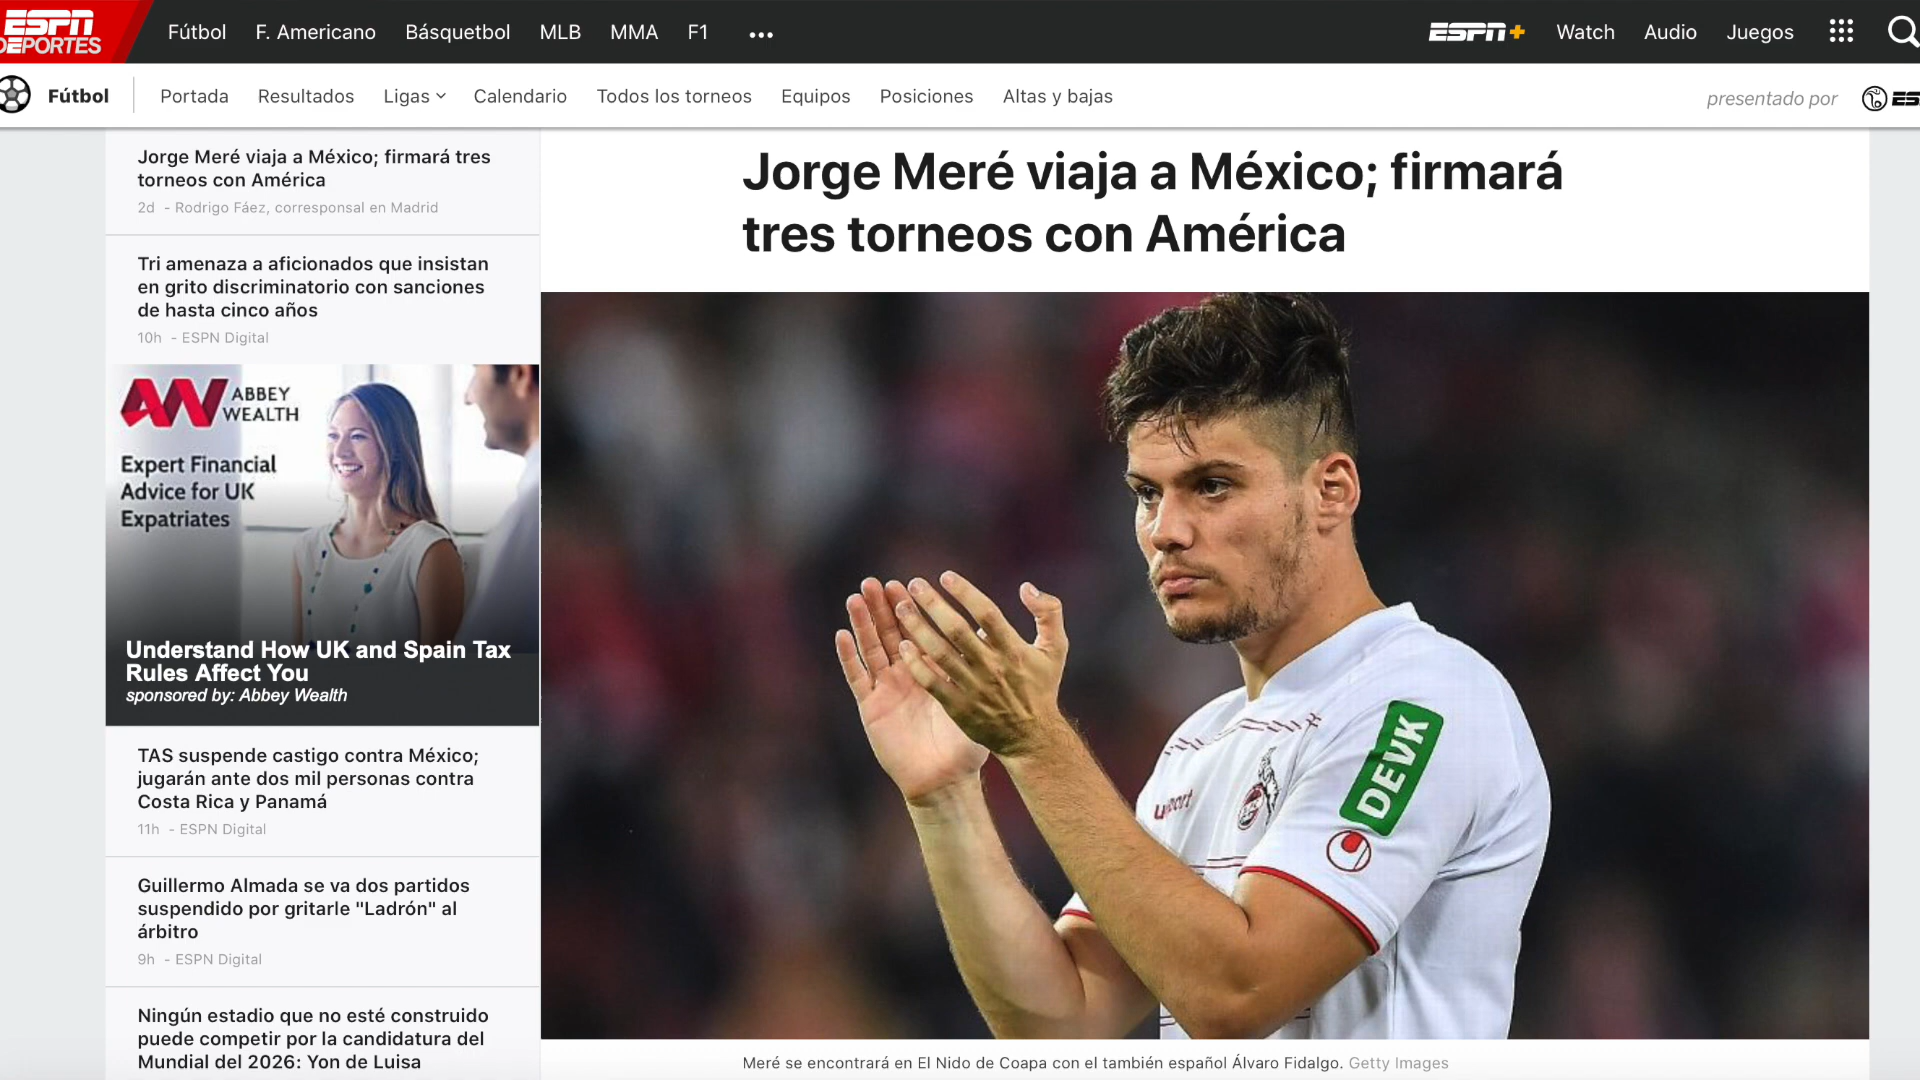 ESPN
DEPORTES
Fútbol
F. Americano
Básquetbol
MLB
MMA
F1
...
ESPN+
Watch
Audio
Juegos
Fútbol
Portada
Resultados
Ligas
Calendario
Todos los torneos
Equipos
Posiciones
Altas y bajas
presentado por
Jorge Meré viaja a México; firmará tres
torneos con América
2d - Rodrigo Fáez, corresponsal en Madrid
Tri amenaza a aficionados que insistan
en grito discriminatorio con sanciones
de hasta cinco años
10h - ESPN Digital
ABBEY
WEALTH
Expert Financial
Advice for UK
Expatriates
Understand How UK and Spain Tax
Rules Affect You
sponsored by: Abbey Wealth
TAS suspende castigo contra México;
jugarán ante dos mil personas contra
Costa Rica y Panamá
11h - ESPN Digital
Guillermo Almada se va dos partidos
suspendido por gritarle "Ladrón" al
árbitro
9h - ESPN Digital
Ningún estadio que no esté construido
puede competir por la candidatura del
Mundial del 2026: Yon de Luisa
Jorge Meré viaja a México; firmará
tres torneos con América
DEVK
Meré se encontrará en El Nido de Coapa con el también español Álvaro Fidalgo. Getty Images